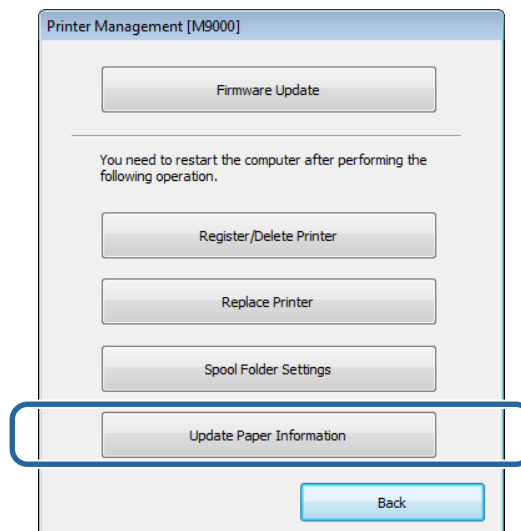 Printer Management [M9000]
Firmware Update
You need to restart the computer after performing the
following operation.
Register/Delete Printer
Replace Printer
Spool Folder Settings
Update Paper Information
Back